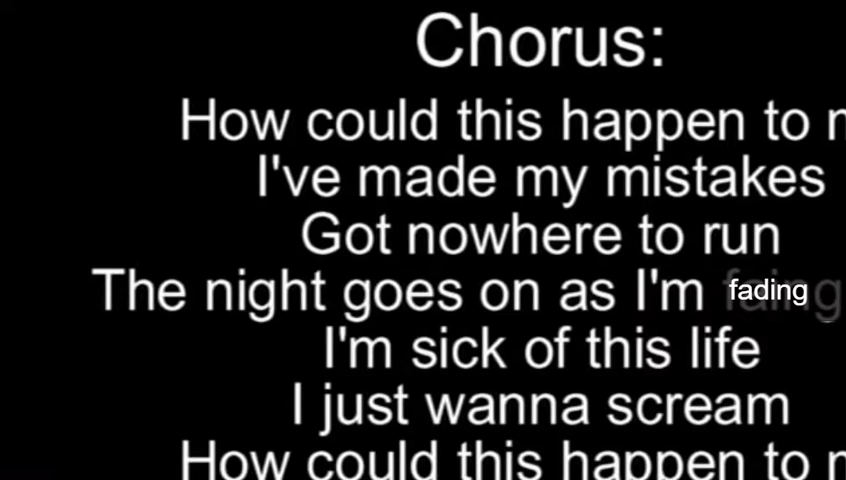 Chorus:
How could this happen to
I've made my mistakes
Got nowhere to run
The night goes on as I'm fading
I'm sick of this life
I just wanna scream
How could this happen to